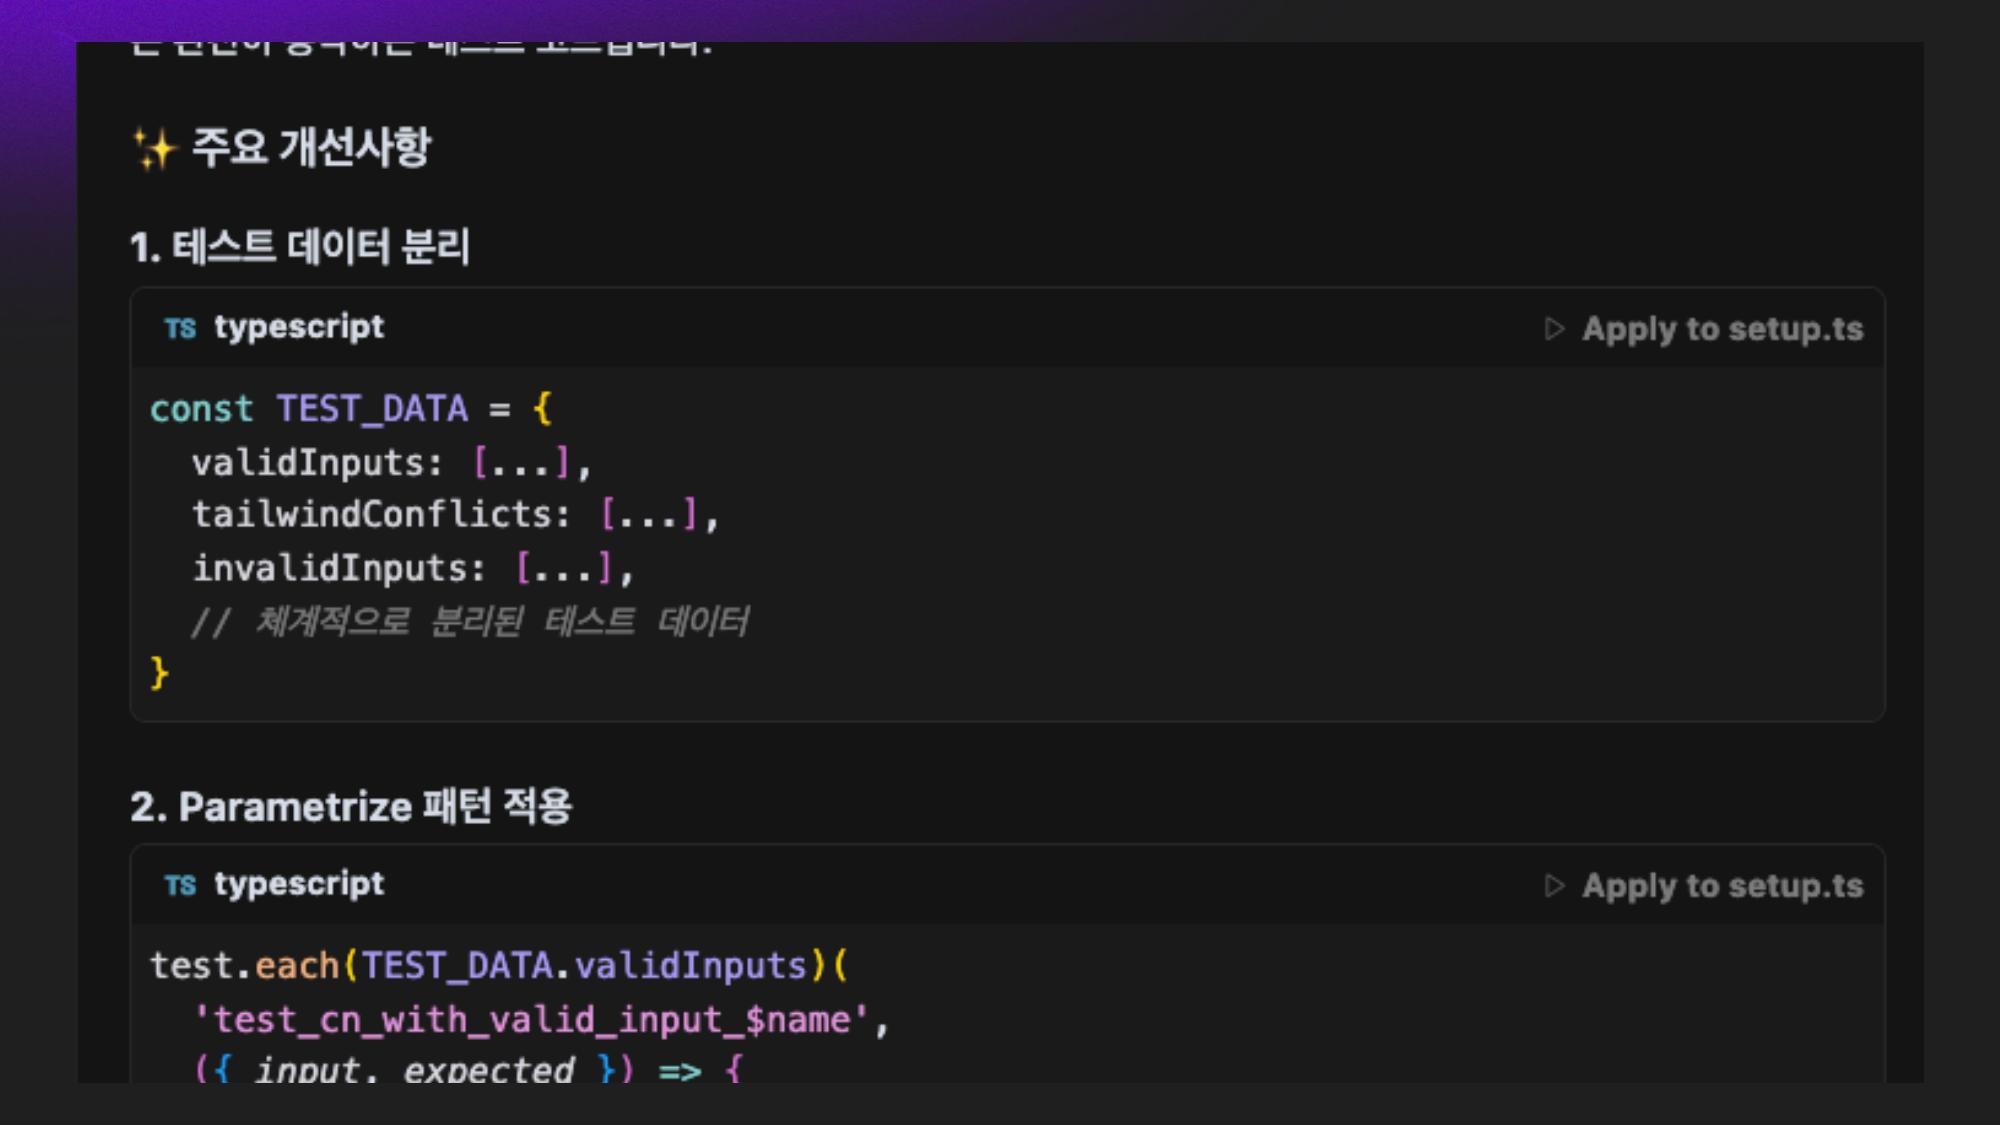 ✨ 주요 개선사항
1. 테스트 데이터 분리
TS typescript
▷ Apply to setup.ts
const TEST_DATA = {
  validInputs: [...],
  tailwindConflicts: [...],
  invalidInputs: [...],
  // 체계적으로 분리된 테스트 데이터
}
2. Parametrize 패턴 적용
TS typescript
▷ Apply to setup.ts
test.each(TEST_DATA.validInputs)(
  'test_cn_with_valid_input_$name',
  ({ input, expected }) => {